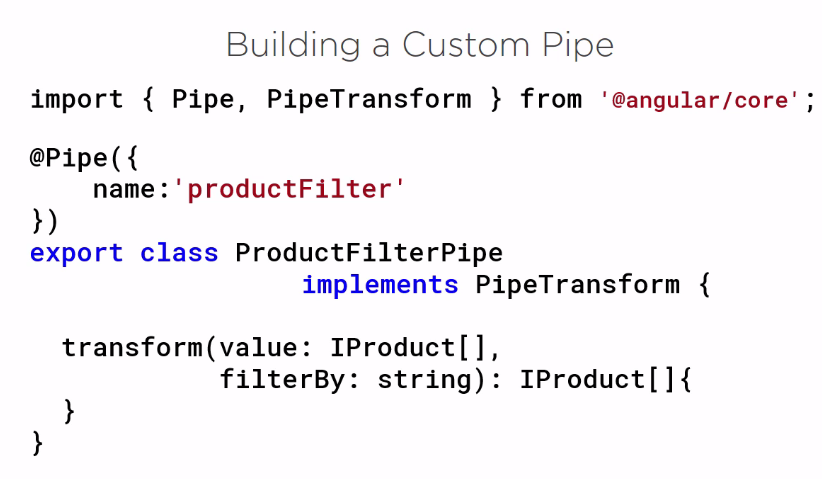 Building a Custom Pipe
import { Pipe, PipeTransform } from '@angular/core';
@Pipe({
name:'productFilter'
})
export class ProductFilterPipe
implements PipeTransform {
transform(value: IProduct[],
filterBy: string): IProduct[]{
}
}